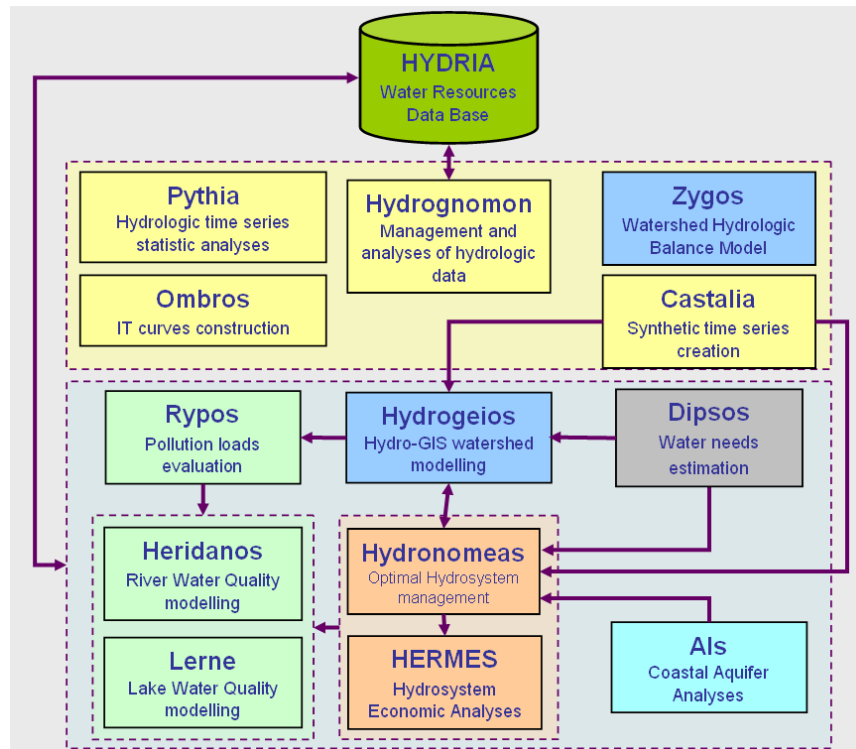 HYDRIA
Water Resources
Data Base
Pythia
Hydrologic time series
statistic analyses
Hydrognomon
Management and
analyses of hydrologic
data
Zygos
Watershed Hydrologic
Balance Model
Ombros
IT curves construction
Castalia
Synthetic time series
creation
Rypos
Pollution loads
evaluation
Hydrogeios
Hydro-GIS watershed
modelling
Dipsos
Water needs
estimation
Heridanos
River Water Quality
modelling
Hydronomeas
Optimal Hydrosystem
management
Lerne
Lake Water Quality
modelling
HERMES
Hydrosystem
Economic Analyses
Als
Coastal Aquifer
Analyses